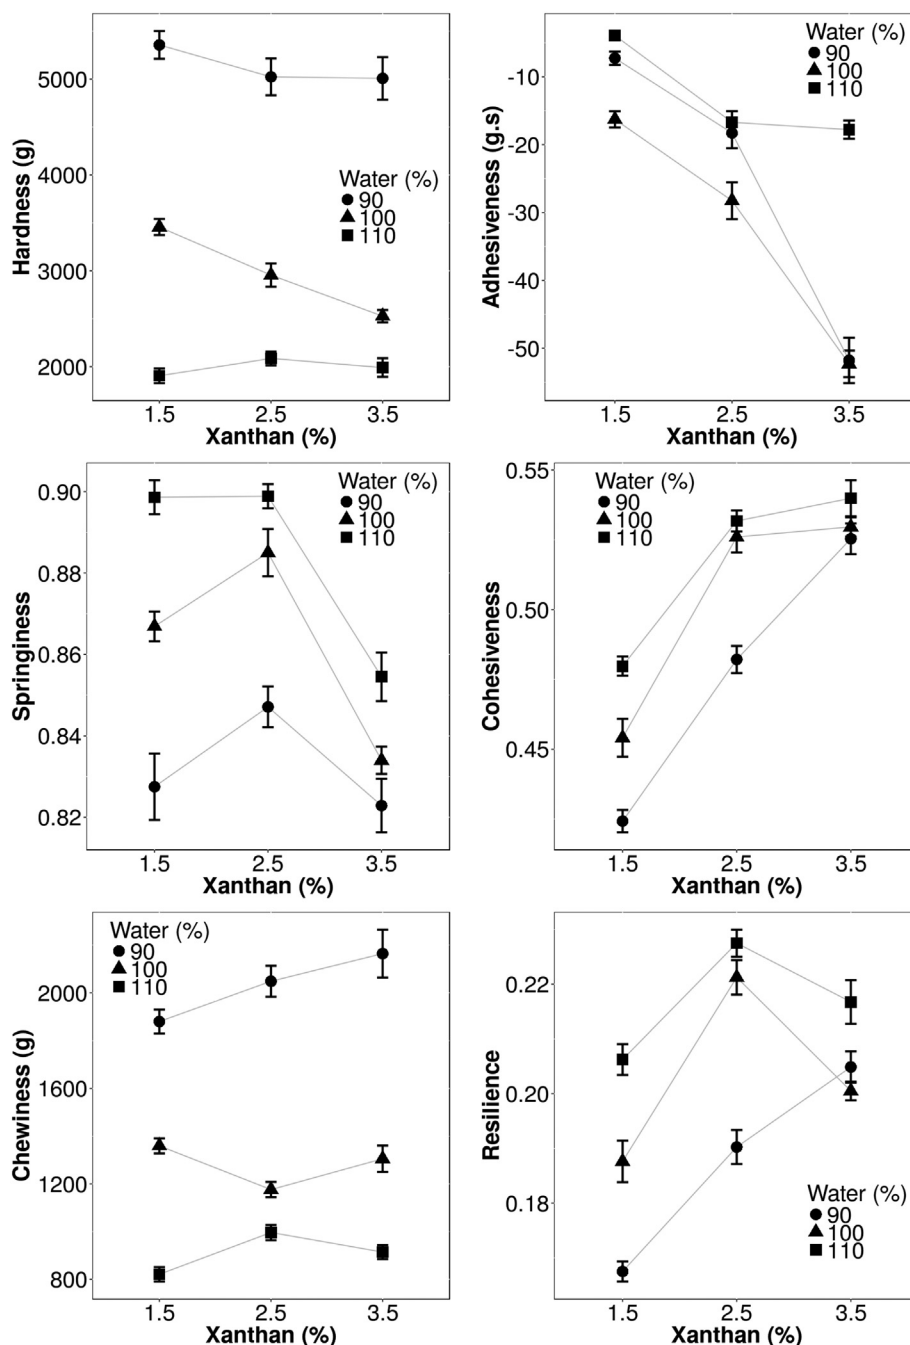 Hardness (g)
5000
4000
3000
2000
Water (%)
90
100
110
1.5 2.5 3.5
Xanthan (%)
Adhesiveness (g.s)
-10
-20
-30
-40
-50
Water (%)
90
100
110
1.5 2.5 3.5
Xanthan (%)
Springiness
0.90
0.88
0.86
0.84
0.82
Water (%)
90
100
110
1.5 2.5 3.5
Xanthan (%)
Cohesiveness
0.55
0.50
0.45
Water (%)
90
100
110
1.5 2.5 3.5
Xanthan (%)
Chewiness (g)
2000
1600
1200
800
Water (%)
90
100
110
1.5 2.5 3.5
Xanthan (%)
Resilience
0.22
0.20
0.18
Water (%)
90
100
110
1.5 2.5 3.5
Xanthan (%)